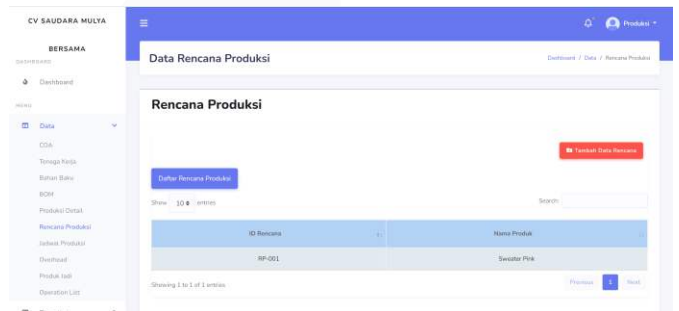 CV SAUDARA MULYA
BERSAMA
DASHBOARD
Dashboard
MENU
Data
COA
Tenaga Kerja
Bahan Baku
BOM
Produksi Detail
Rencana Produksi
Jadwal Produksi
Overhead
Produk Jadi
Operation List
Produksi
Data Rencana Produksi
Dashboard / Data / Rencana Produksi
Rencana Produksi
Tambah Data Rencana
Daftar Rencana Produksi
Show 10 entries
Search:
ID Rencana
Nama Produk
RP-001
Sweater Pink
Showing 1 to 1 of 1 entries
Previous 1 Next